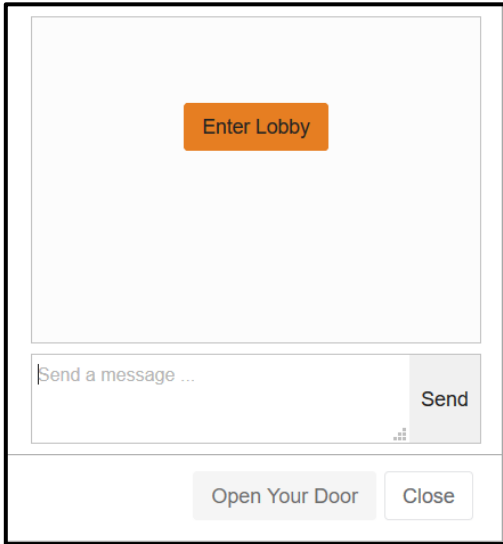 Enter Lobby
Send a message ...
Send
Open Your Door
Close